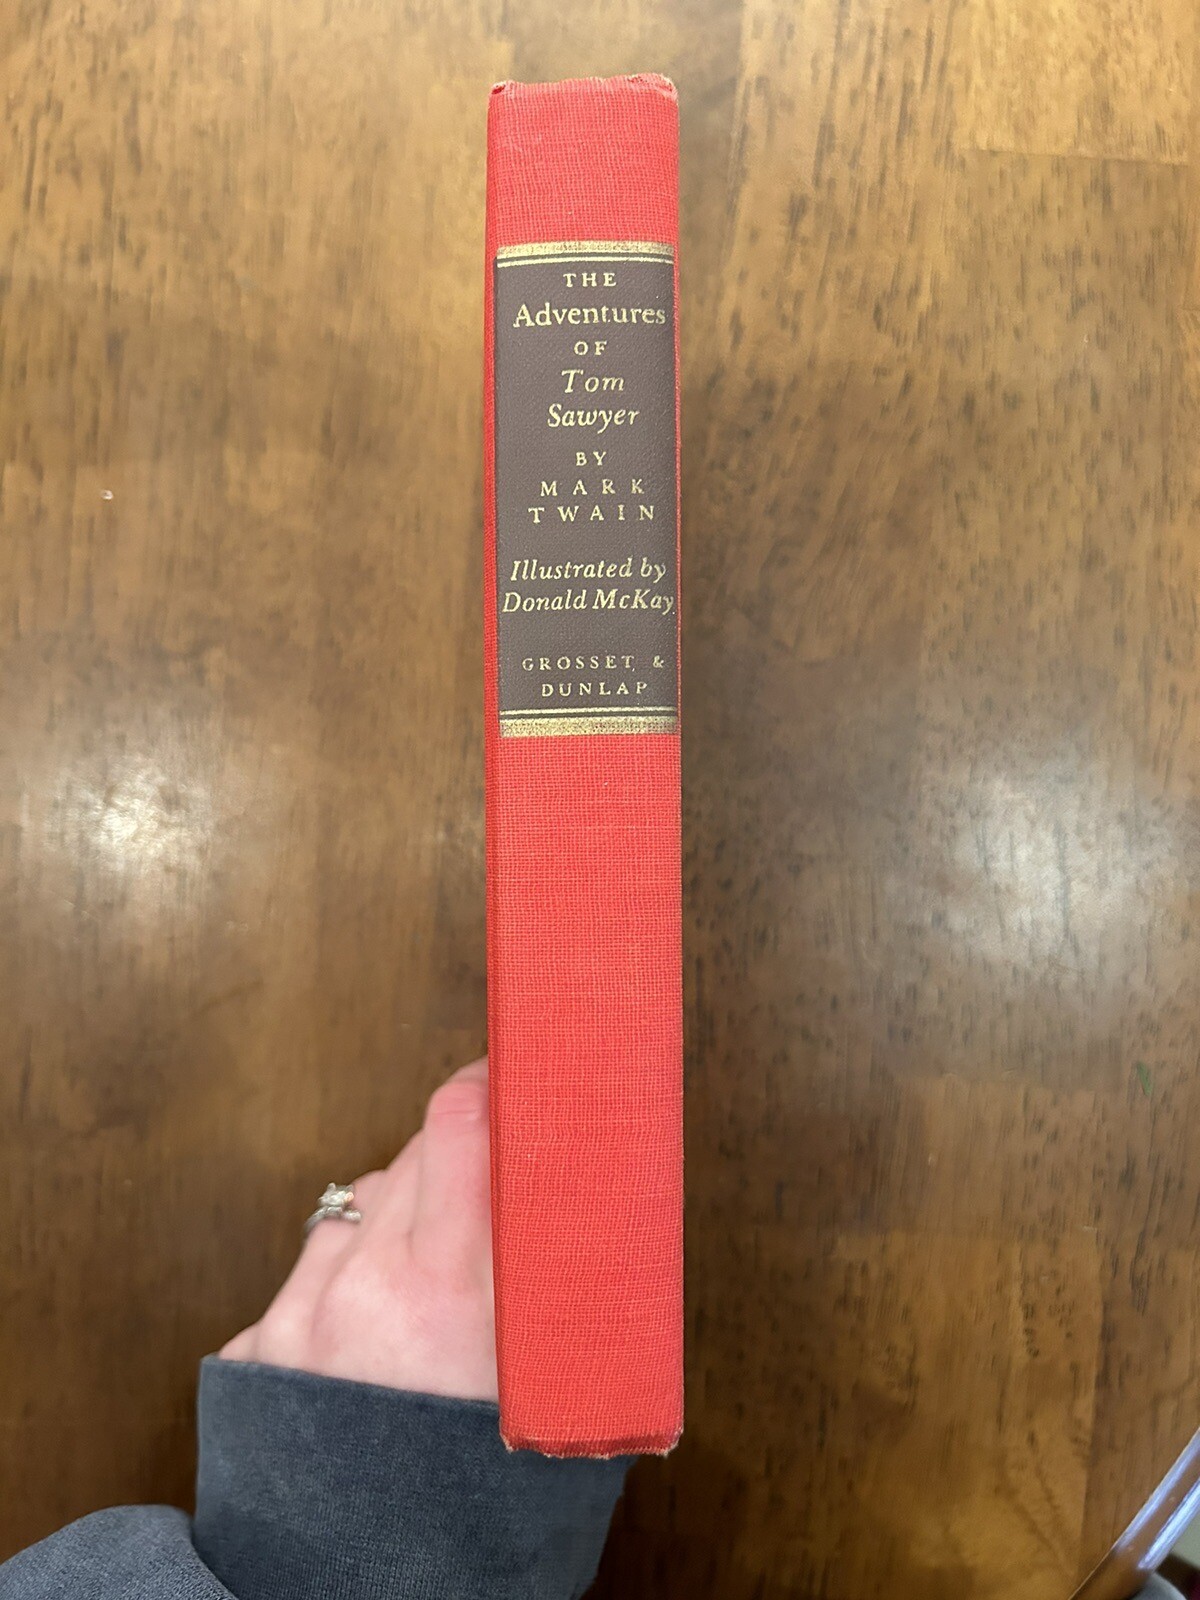 THE
Adventures
OF
Tom
Sawyer
BY
MARK
TWAIN
Illustrated by
Donald McKay
GROSSET &
DUNLAP